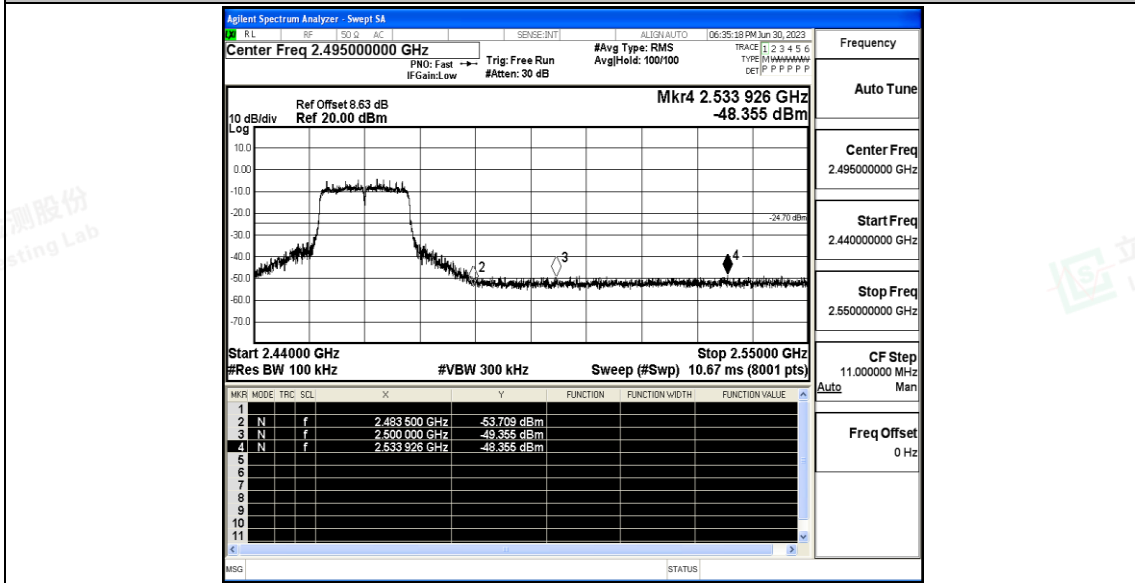 Agilent Spectrum Analyzer - Swept SA
RL RF 50 Ω AC SENSE:INT ALIGN AUTO 06:35:18 PM Jun 30, 2023
Center Freq 2.495000000 GHz #Avg Type: RMS TRACE 1 2 3 4 5 6
PNO: Fast Trig: Free Run Avg|Hold: 100/100 TYPE
IFGain:Low #Atten: 30 dB DET P P P P P P
Mkr4 2.533 926 GHz
-48.355 dBm
Ref Offset 8.63 dB
10 dB/div Ref 20.00 dBm
Log
10.0
0.00
-10.0
-20.0
-24.70 dBm
-30.0
-40.0
-50.0
-60.0
-70.0
2
3
4
Start 2.44000 GHz Stop 2.55000 GHz
#Res BW 100 kHz #VBW 300 kHz Sweep (#Swp) 10.67 ms (8001 pts)
MKR MODE TRC SCL X Y FUNCTION FUNCTION WIDTH FUNCTION VALUE
1
2 N f 2.483 500 GHz -53.709 dBm
3 N f 2.500 000 GHz -49.355 dBm
4 N f 2.533 926 GHz -48.355 dBm
5
6
7
8
9
10
11
MSG STATUS
Frequency
Auto Tune
Center Freq
2.495000000 GHz
Start Freq
2.440000000 GHz
Stop Freq
2.550000000 GHz
CF Step
11.000000 MHz
Auto Man
Freq Offset
0 Hz
测股份
sting Lab
立